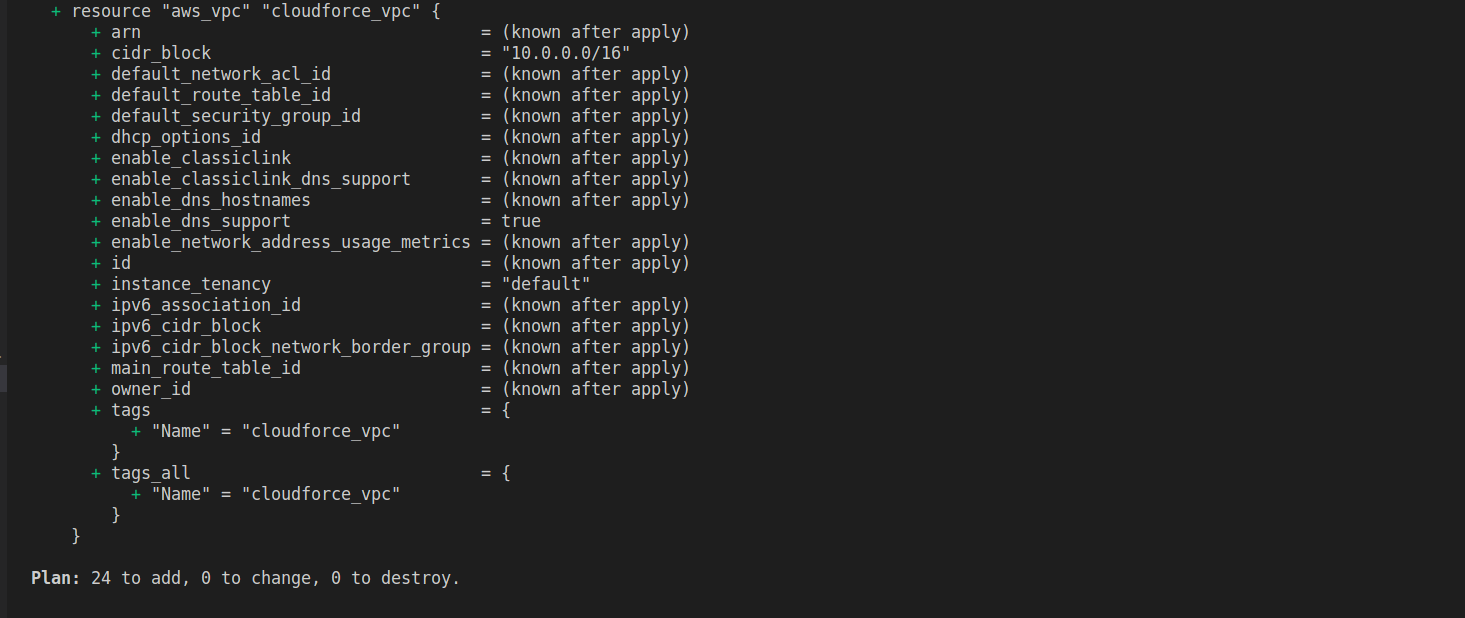 + resource "aws_vpc" "cloudforce_vpc" {
+ arn = (known after apply)
+ cidr_block = "10.0.0.0/16"
+ default_network_acl_id = (known after apply)
+ default_route_table_id = (known after apply)
+ default_security_group_id = (known after apply)
+ dhcp_options_id = (known after apply)
+ enable_classiclink = (known after apply)
+ enable_classiclink_dns_support = (known after apply)
+ enable_dns_hostnames = (known after apply)
+ enable_dns_support = true
+ enable_network_address_usage_metrics = (known after apply)
+ id = (known after apply)
+ instance_tenancy = "default"
+ ipv6_association_id = (known after apply)
+ ipv6_cidr_block = (known after apply)
+ ipv6_cidr_block_network_border_group = (known after apply)
+ main_route_table_id = (known after apply)
+ owner_id = (known after apply)
+ tags = {
+ "Name" = "cloudforce_vpc"
}
+ tags_all = {
+ "Name" = "cloudforce_vpc"
}
}
Plan: 24 to add, 0 to change, 0 to destroy.